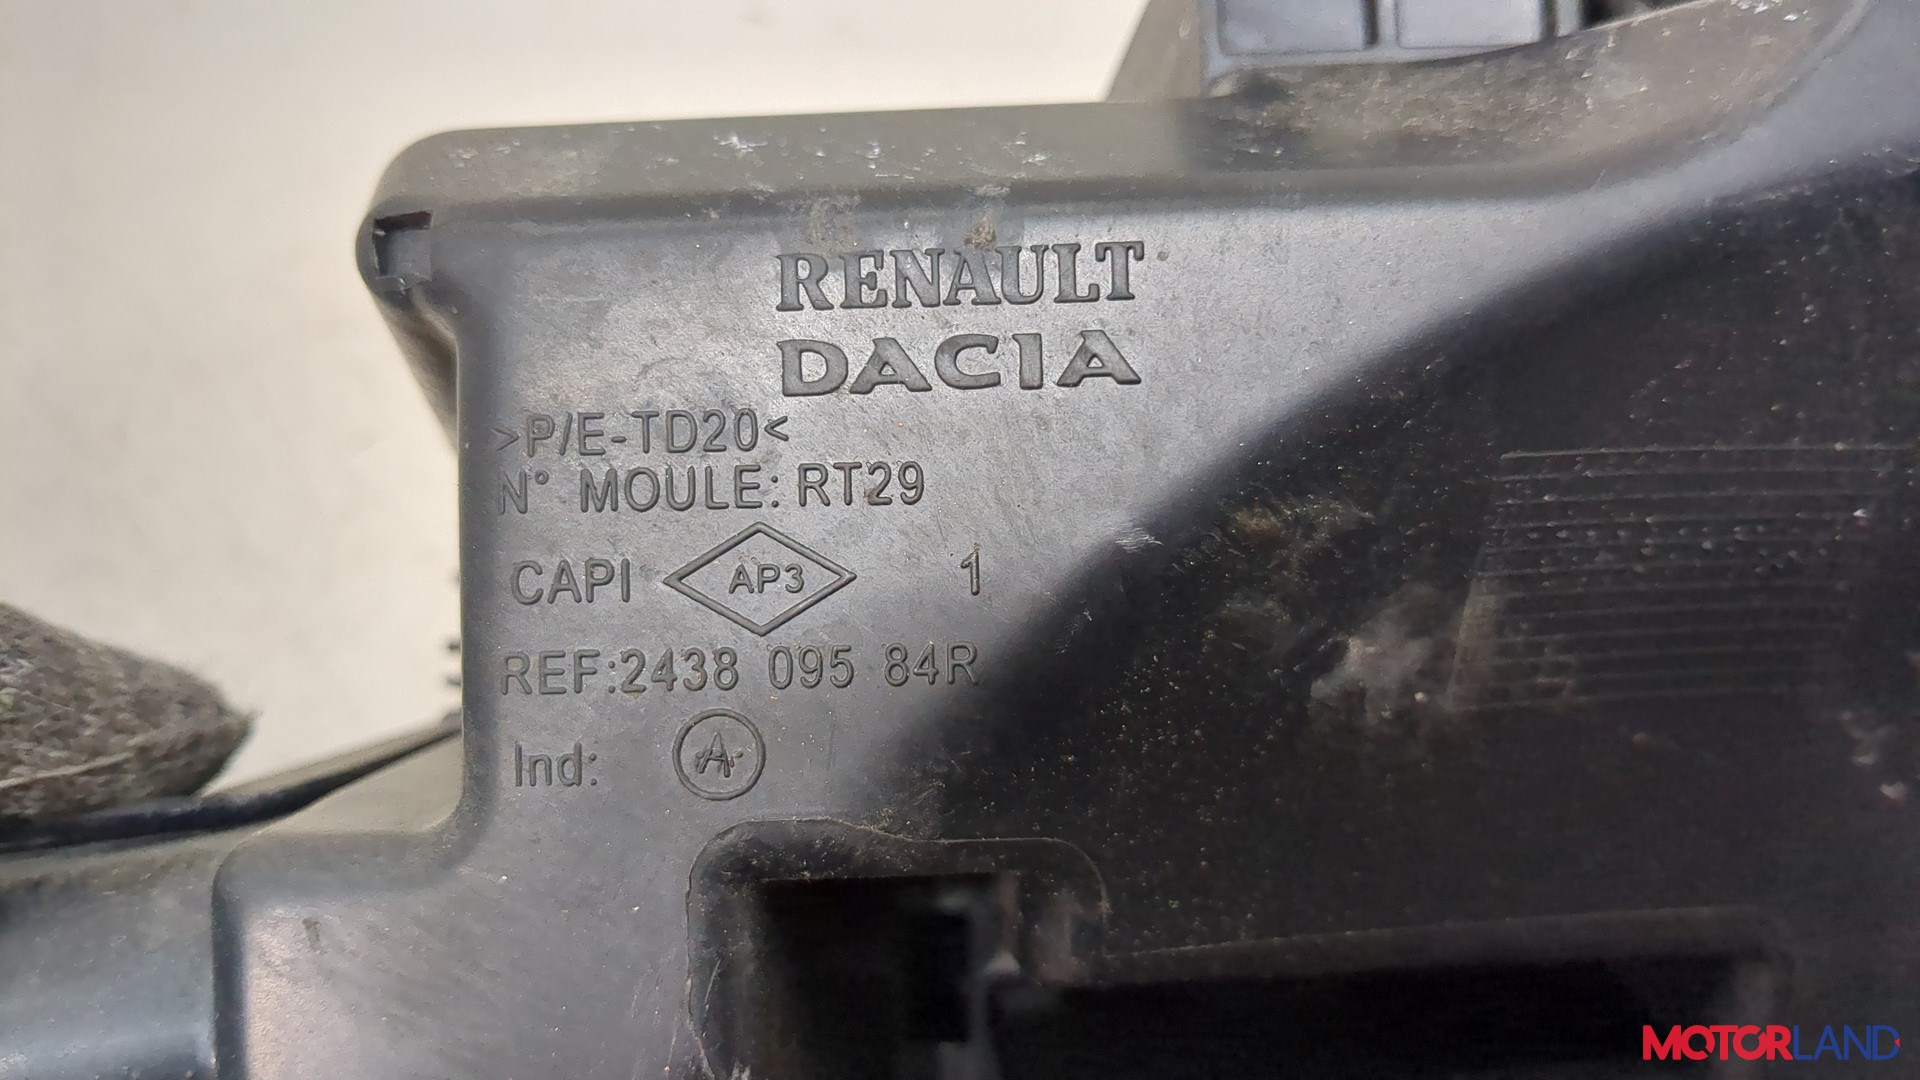 RENAULT
DACIA
>P/E-TD20<
N° MOULE: RT29
CAPI AP3 1
REF:2438 095 84R
Ind: A
MOTORLAND